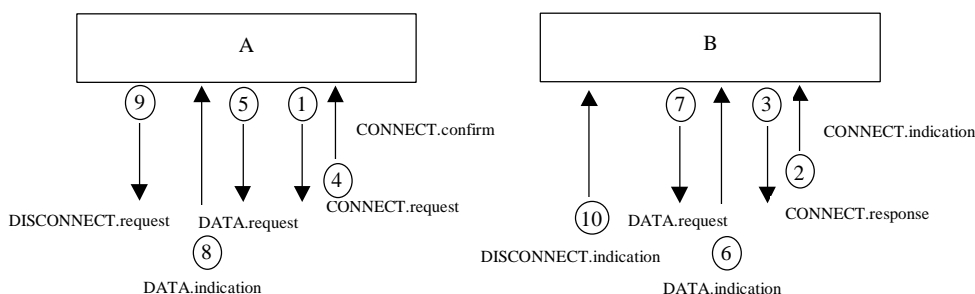 A
B
9
5
1
7
3
CONNECT.confirm
CONNECT.indication
4
2
DISCONNECT.request
DATA.request
CONNECT.request
10
DATA.request
CONNECT.response
8
DISCONNECT.indication
6
DATA.indication
DATA.indication